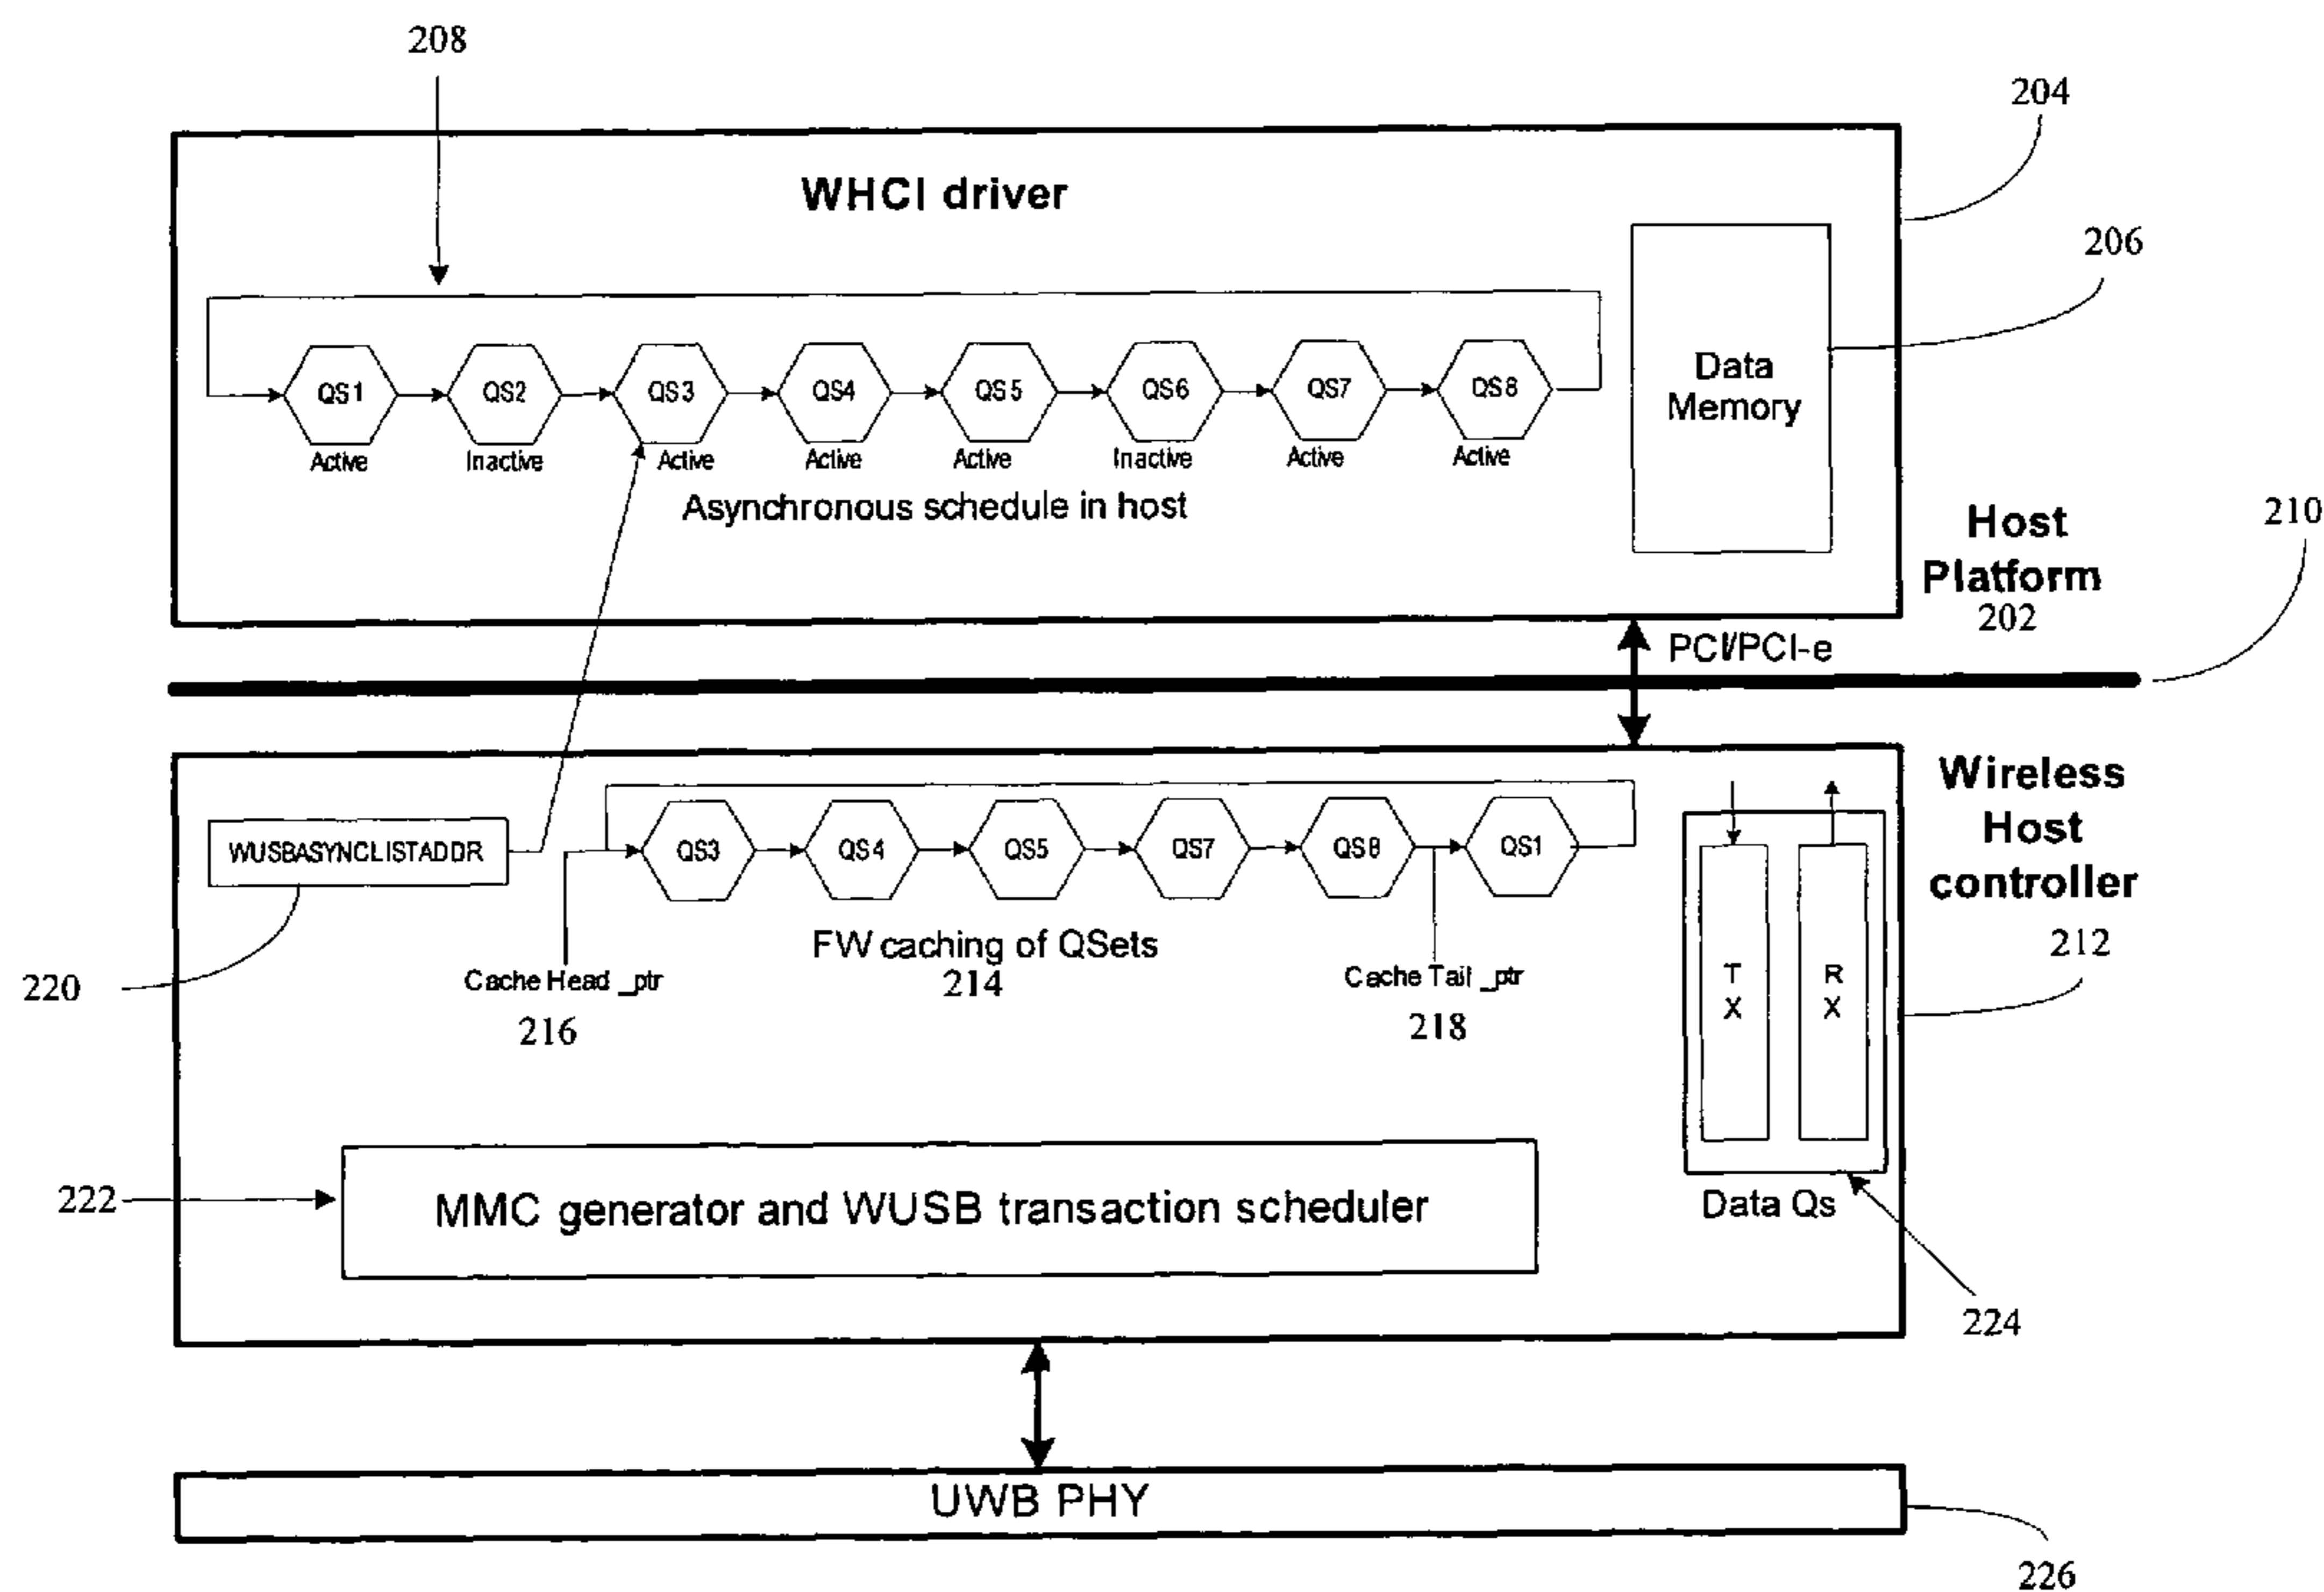 208
204
WHCI driver
206
QS1
QS2
QS3
QS4
QS5
QS6
QS7
QS8
Data
Memory
Active
Inactive
Active
Active
Active
Inactive
Active
Active
Asynchronous schedule in host
Host
Platform
202
210
PCI/PCI-e
Wireless
Host
controller
212
WUSBASYNCLISTADDR
QS3
QS4
QS5
QS7
QS8
QS1
FW caching of QSets
214
Cache Head _ptr
216
Cache Tail _ptr
218
220
T
X
R
X
222
MMC generator and WUSB transaction scheduler
Data Qs
224
UWB PHY
226